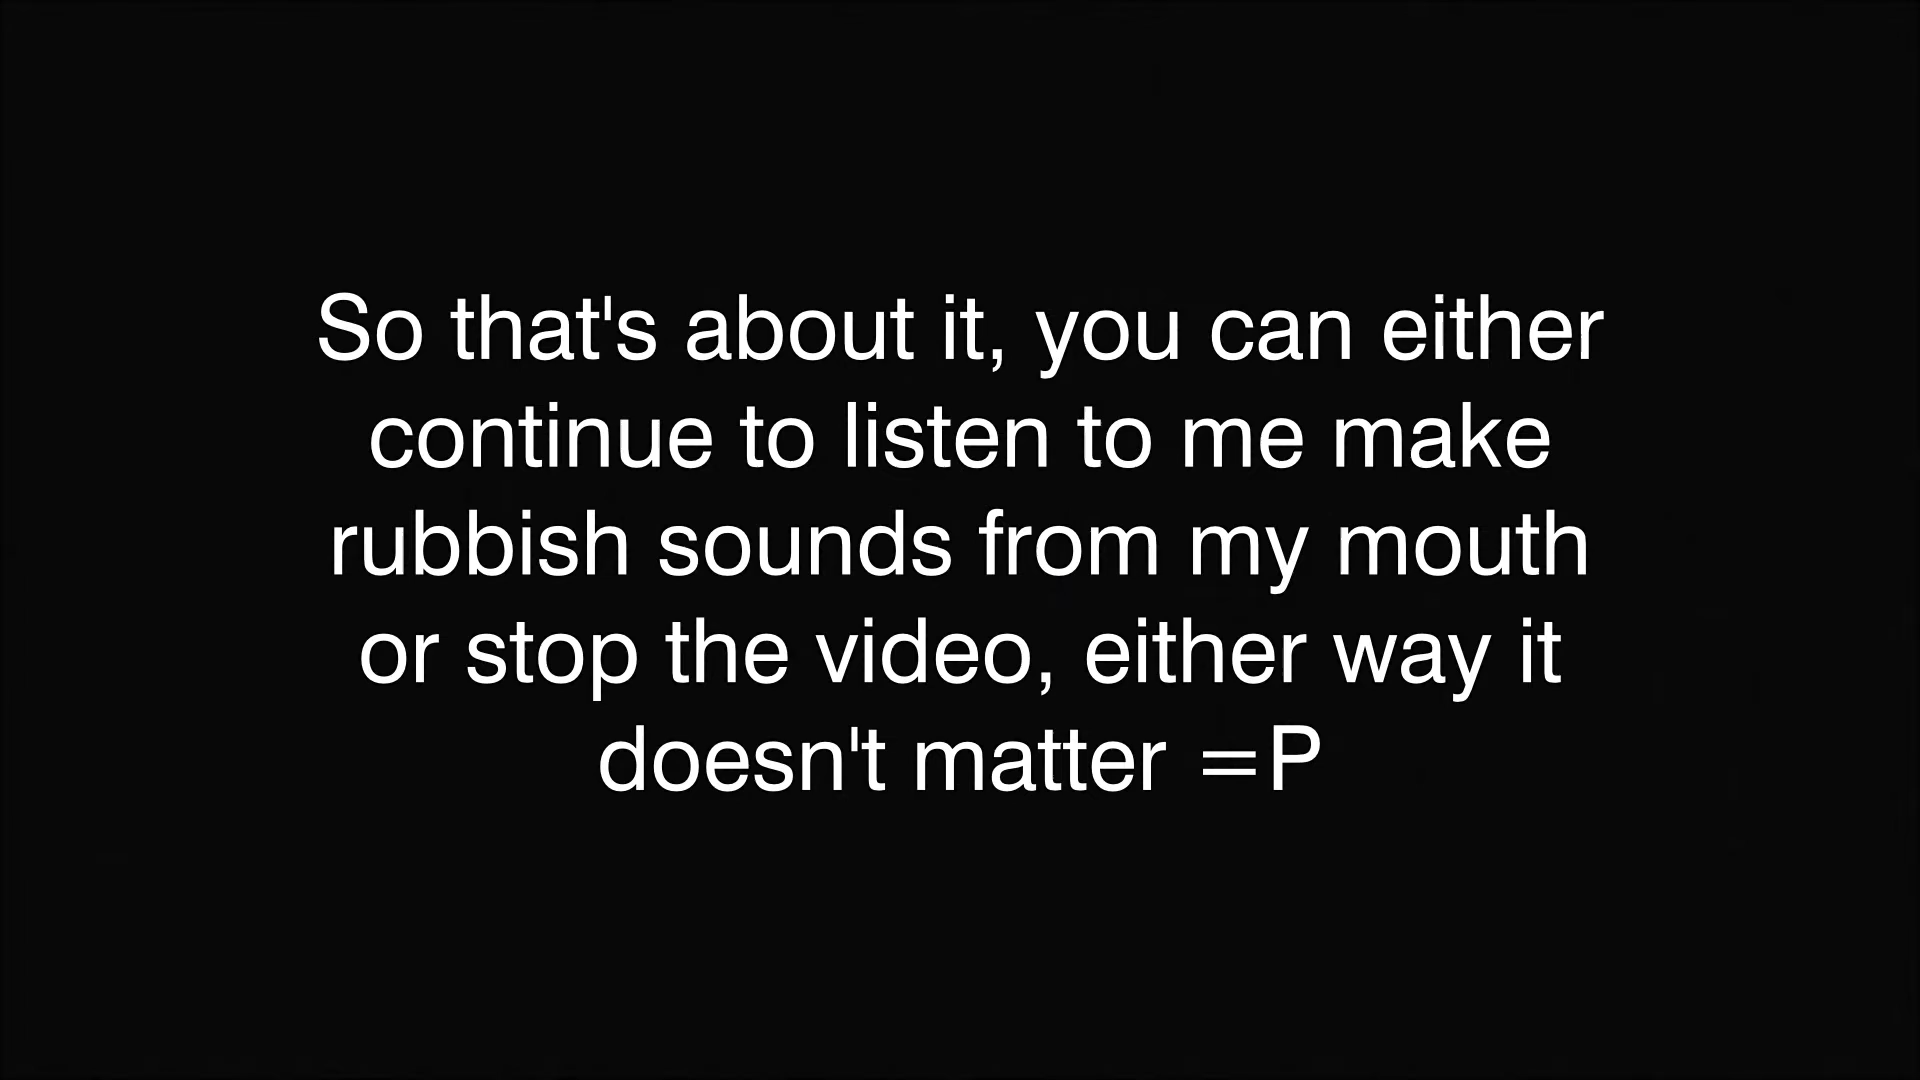 So that's about it, you can either
continue to listen to me make
rubbish sounds from my mouth
or stop the video, either way it
doesn't matter =P